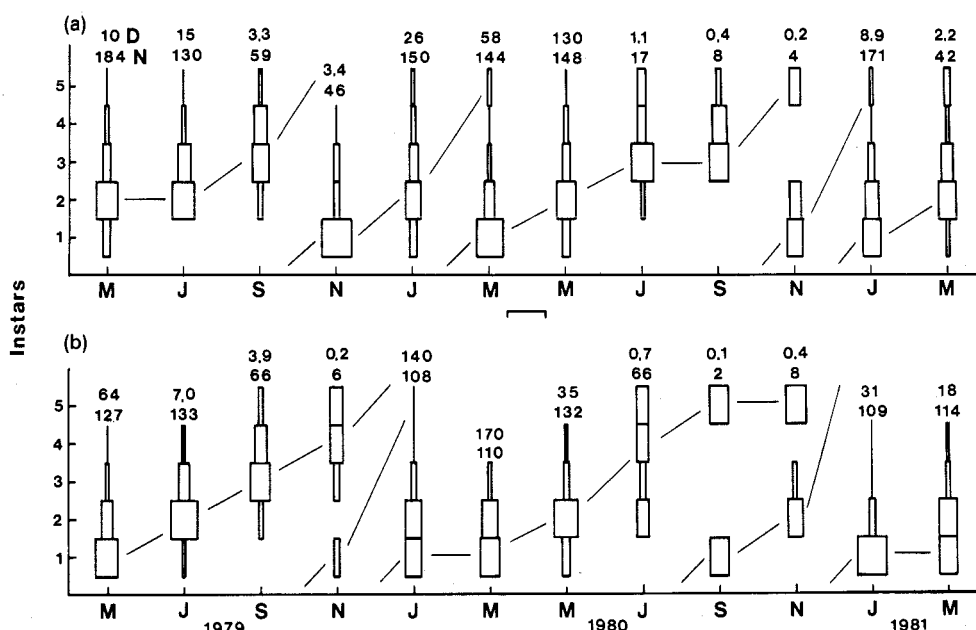 (a)
10 D 15 3,3 3,4 26 58 130 1,1 0,4 0,2 8,9 2,2
184 N 130 59 46 150 144 148 17 8 4 171 42
5
4
3
2
1
M J S N J M M J S N J M
Instars
(b)
64 7,0 3,9 0,2 140 170 35 0,7 0,1 0,4 31 18
127 133 66 6 108 110 132 66 2 8 109 114
5
4
3
2
1
M J S N J M M J S N J M
1979 1980 1981